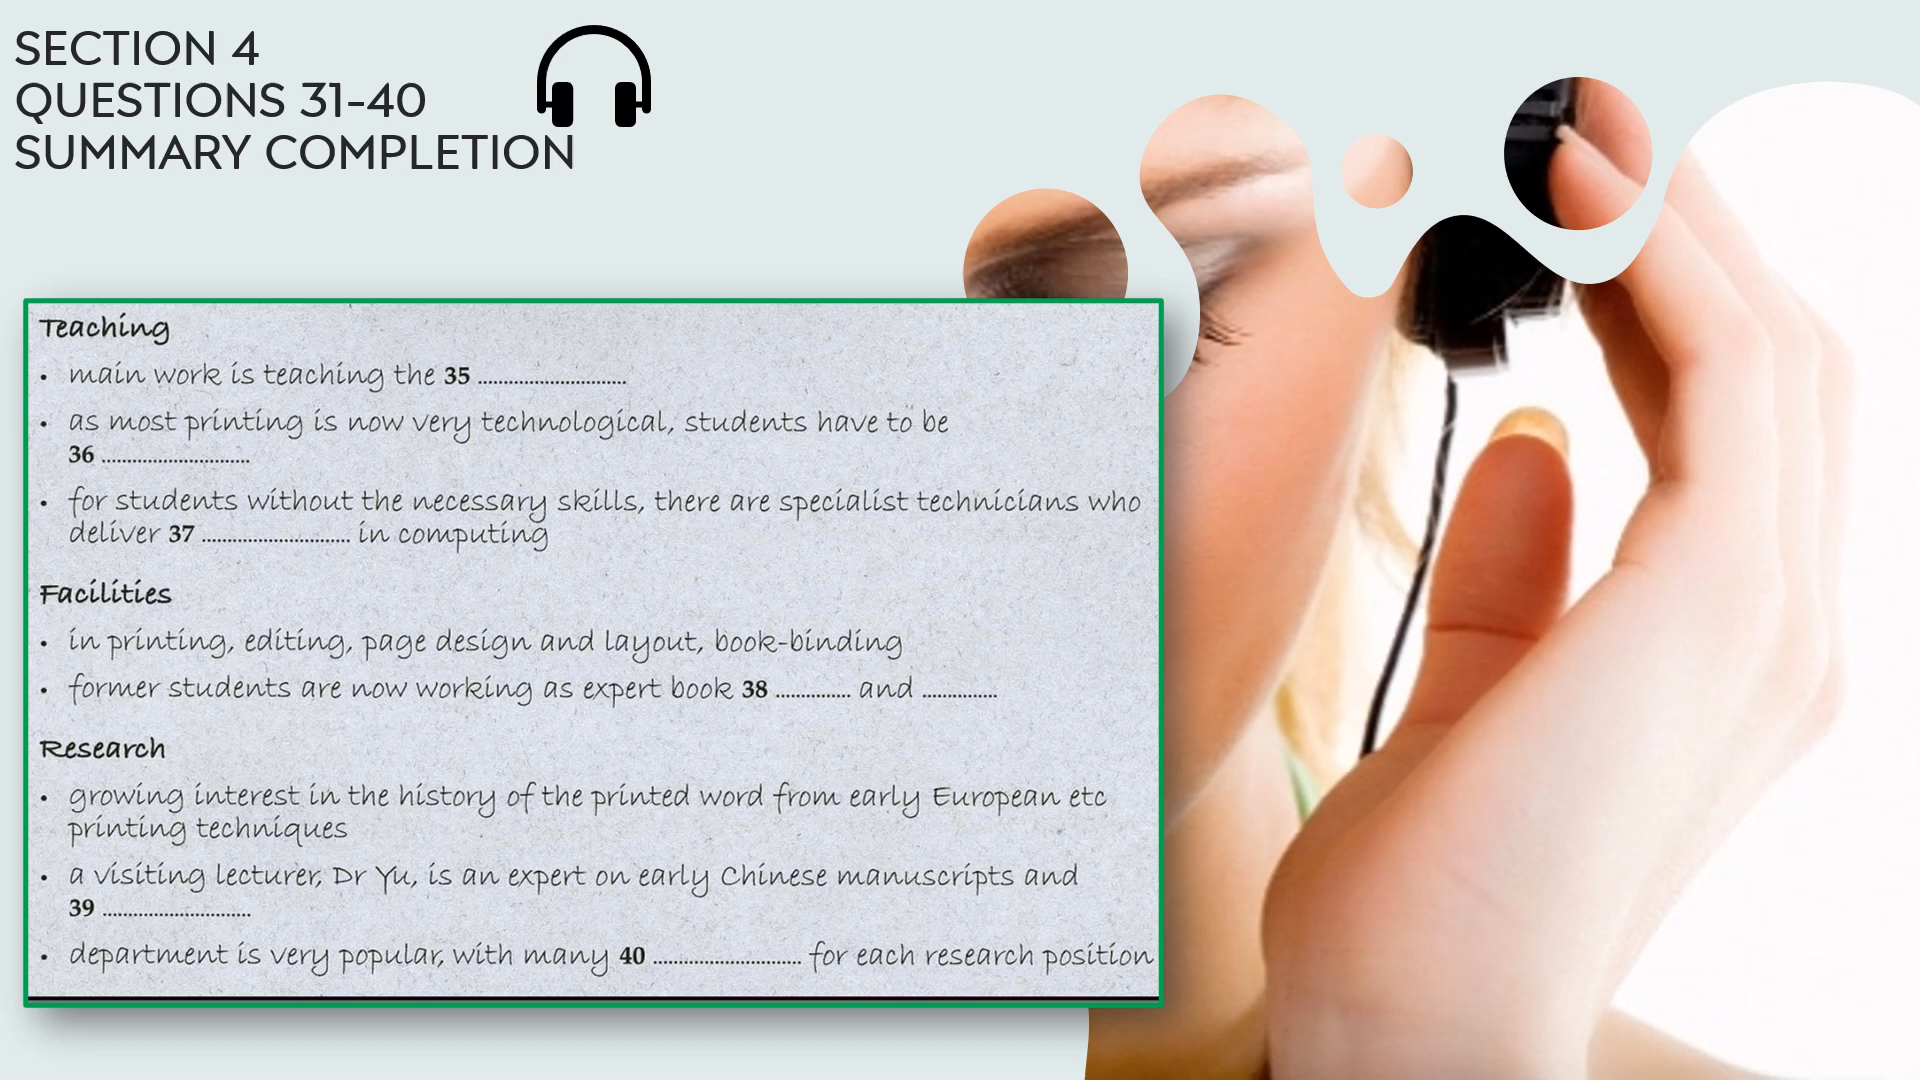 SECTION 4
QUESTIONS 31-40
SUMMARY COMPLETION
Teaching
• main work is teaching the 35 ..............................
• as most printing is now very technological, students have to be
36 ..............................
• for students without the necessary skills, there are specialist technicians who
deliver 37 .............................. in computing
Facilities
• in printing, editing, page design and layout, book-binding
• former students are now working as expert book 38 ............... and ...............
Research
• growing interest in the history of the printed word from early European etc
printing techniques
• a visiting lecturer, Dr Yu, is an expert on early Chinese manuscripts and
39 ..............................
• department is very popular, with many 40 .............................. for each research position